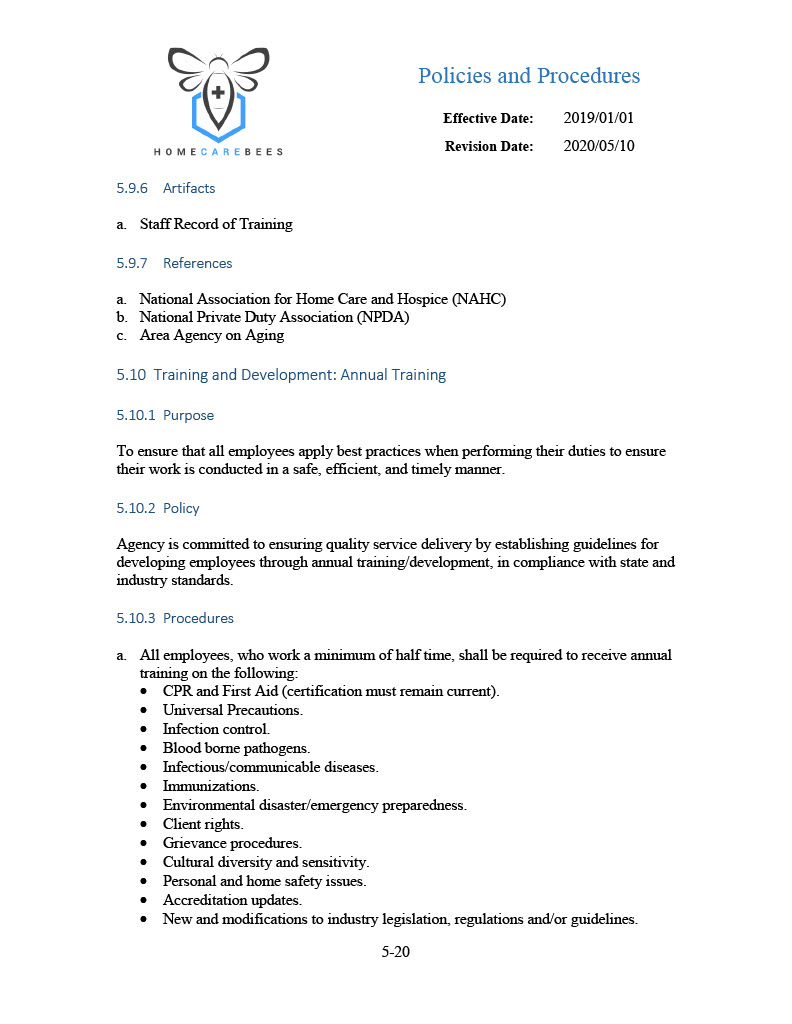 HOMECAREBEES
Policies and Procedures
Effective Date: 2019/01/01
Revision Date: 2020/05/10
5.9.6 Artifacts
a. Staff Record of Training
5.9.7 References
a. National Association for Home Care and Hospice (NAHC)
b. National Private Duty Association (NPDA)
c. Area Agency on Aging
5.10 Training and Development: Annual Training
5.10.1 Purpose
To ensure that all employees apply best practices when performing their duties to ensure
their work is conducted in a safe, efficient, and timely manner.
5.10.2 Policy
Agency is committed to ensuring quality service delivery by establishing guidelines for
developing employees through annual training/development, in compliance with state and
industry standards.
5.10.3 Procedures
a. All employees, who work a minimum of half time, shall be required to receive annual
training on the following:
• CPR and First Aid (certification must remain current).
• Universal Precautions.
• Infection control.
• Blood borne pathogens.
• Infectious/communicable diseases.
• Immunizations.
• Environmental disaster/emergency preparedness.
• Client rights.
• Grievance procedures.
• Cultural diversity and sensitivity.
• Personal and home safety issues.
• Accreditation updates.
• New and modifications to industry legislation, regulations and/or guidelines.
5-20